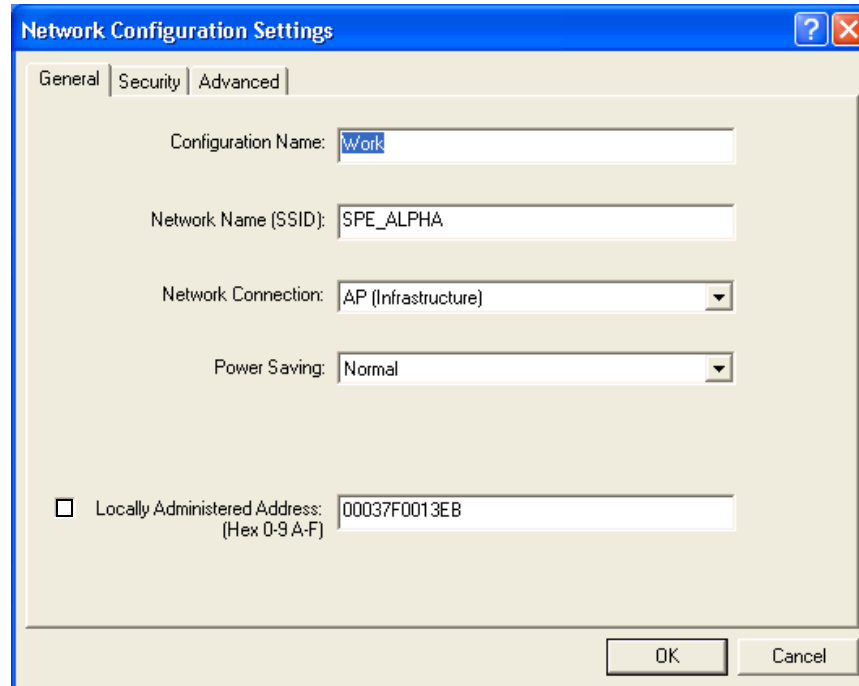 Network Configuration Settings
General Security Advanced
Configuration Name: Work
Network Name (SSID): SPE_ALPHA
Network Connection: AP (Infrastructure)
Power Saving: Normal
Locally Administered Address: 00037F0013EB
(Hex 0-9 A-F)
OK Cancel